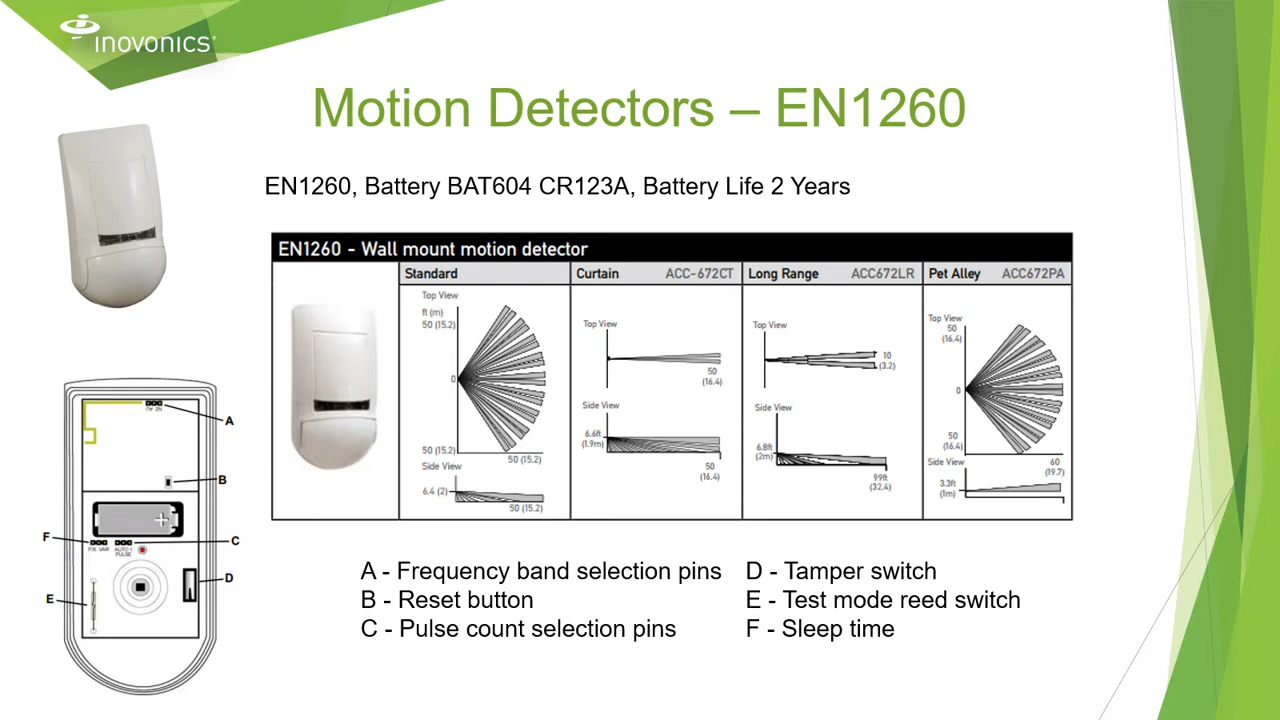 inovonics®
Motion Detectors – EN1260
EN1260, Battery BAT604 CR123A, Battery Life 2 Years
EN1260 - Wall mount motion detector
Standard
Top View
ft (m)
50 (15.2)
0
50 (15.2)
50 (15.2)
Side View
6.4 (2)
50 (15.2)
Curtain ACC-672CT
Top View
50
(16.4)
Side View
6.6ft
(1.9m)
50
(16.4)
Long Range ACC672LR
Top View
10
(3.2)
Side View
6.8ft
(2m)
99ft
(32.4)
Pet Alley ACC672PA
Top View
50
(16.4)
0
50
(16.4)
60
(19.7)
Side View
3.3ft
(1m)
A
B
F
FIX VAR
AUTO 1
PULSE
C
D
E
A - Frequency band selection pins
B - Reset button
C - Pulse count selection pins
D - Tamper switch
E - Test mode reed switch
F - Sleep time